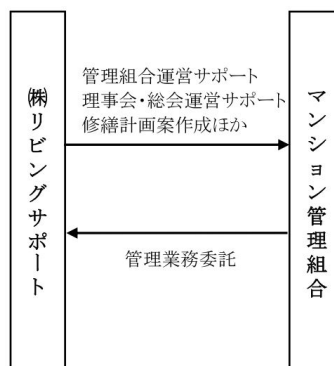 ㈱リビングサポート
管理組合運営サポート
理事会・総会運営サポート
修繕計画案作成ほか
管理業務委託
マンション管理組合